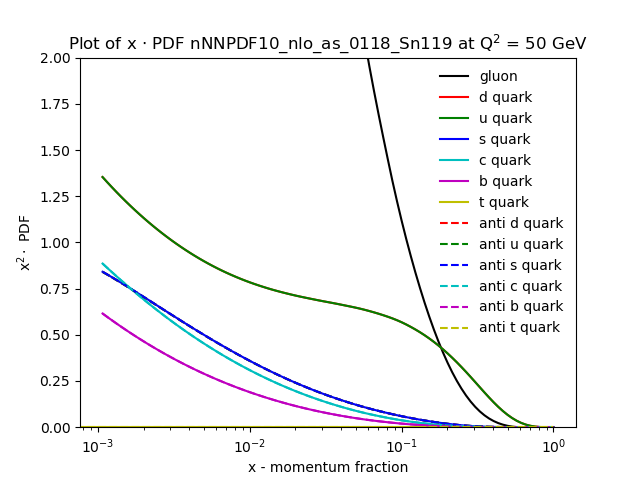 Plot of x · PDF nNNPDF10_nlo_as_0118_Sn119 at Q² = 50 GeV
x² · PDF
2.00
1.75
1.50
1.25
1.00
0.75
0.50
0.25
0.00
gluon
d quark
u quark
s quark
c quark
b quark
t quark
anti d quark
anti u quark
anti s quark
anti c quark
anti b quark
anti t quark
10⁻³ 10⁻² 10⁻¹ 10⁰
x - momentum fraction